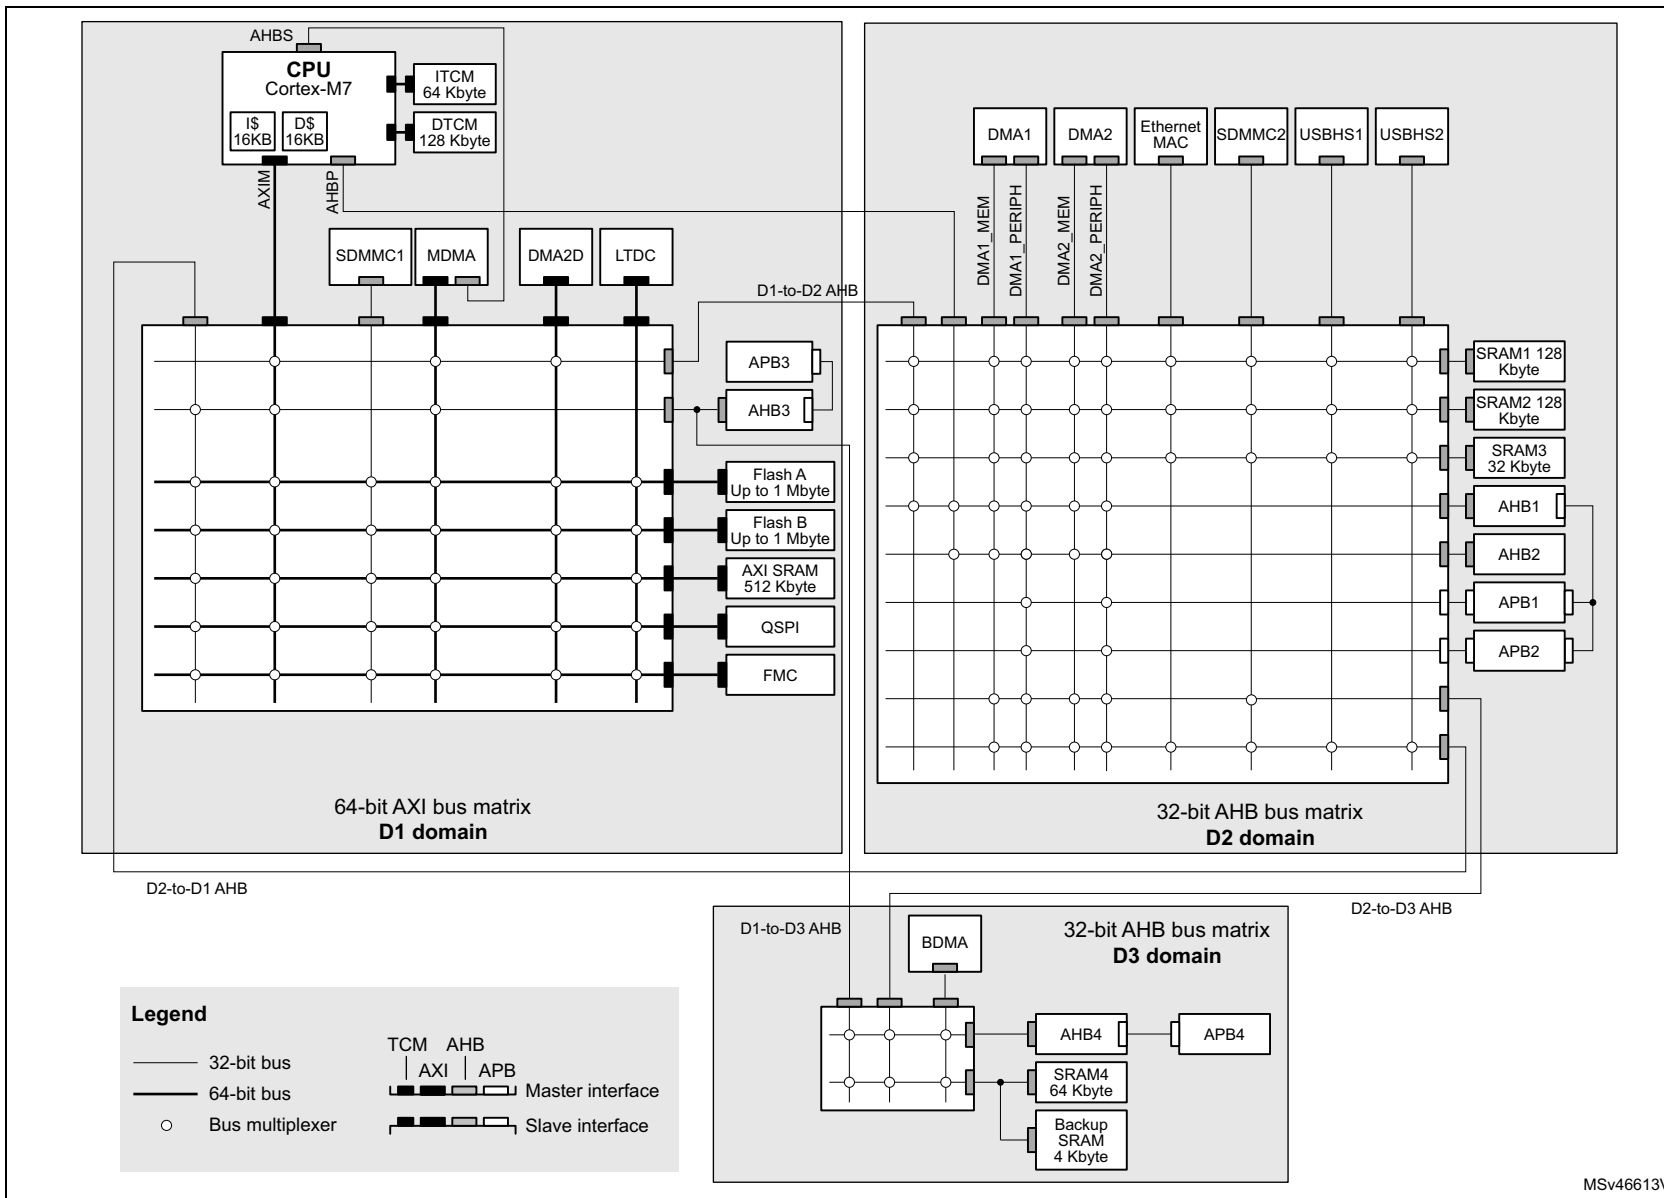 AHBS
CPU
Cortex-M7
I$
16KB
D$
16KB
ITCM
64 Kbyte
DTCM
128 Kbyte
AXIM
AHBP
SDMMC1
MDMA
DMA2D
LTDC
D1-to-D2 AHB
APB3
AHB3
Flash A
Up to 1 Mbyte
Flash B
Up to 1 Mbyte
AXI SRAM
512 Kbyte
QSPI
FMC
64-bit AXI bus matrix
D1 domain
DMA1
DMA2
Ethernet
MAC
SDMMC2
USBHS1
USBHS2
DMA1_MEM
DMA1_PERIPH
DMA2_MEM
DMA2_PERIPH
SRAM1 128
Kbyte
SRAM2 128
Kbyte
SRAM3
32 Kbyte
AHB1
AHB2
APB1
APB2
32-bit AHB bus matrix
D2 domain
D2-to-D1 AHB
D2-to-D3 AHB
D1-to-D3 AHB
BDMA
32-bit AHB bus matrix
D3 domain
AHB4
APB4
SRAM4
64 Kbyte
Backup
SRAM
4 Kbyte
Legend
32-bit bus
64-bit bus
Bus multiplexer
TCM AHB
AXI APB
Master interface
Slave interface
MSv46613V